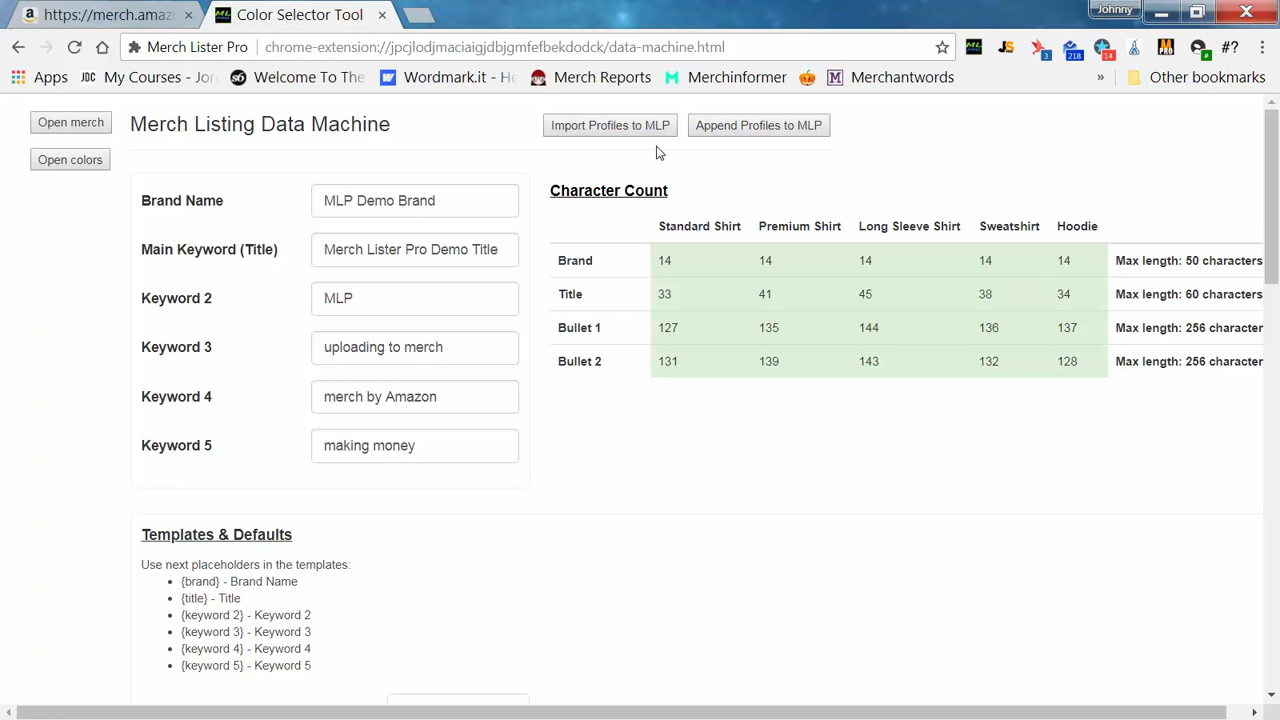 https://merch.amaz
Color Selector Tool
Johnny
Merch Lister Pro
rome-extension://jpcjlodjmacdlgjdbjgmfefbekdodck/data-machine.html
3
218
14
#
#?
Apps
JDC My Courses - Jon
S6 Welcome To The
W Wordmark.it - He
Merch Reports
M Merchinformer
M Merchantwords
»
Other bookmarks
Open merch
Merch Listing Data Machine
Import Profiles to MLP
Append Profiles to MLP
Open colors
Character Count
Brand Name MLP Demo Brand
Main Keyword (Title) Merch Lister Pro Demo Title
Keyword 2 MLP
Keyword 3 uploading to merch
Keyword 4 merch by Amazon
Keyword 5 making money
Standard Shirt Premium Shirt Long Sleeve Shirt Sweatshirt Hoodie
Brand 14 14 14 14 14 Max length: 50 characters
Title 33 41 45 38 34 Max length: 60 characters
Bullet 1 127 135 144 136 137 Max length: 256 character
Bullet 2 131 139 143 132 128 Max length: 256 character
Templates & Defaults
Use next placeholders in the templates:
• {brand} - Brand Name
• {title} - Title
• {keyword 2} - Keyword 2
• {keyword 3} - Keyword 3
• {keyword 4} - Keyword 4
• {keyword 5} - Keyword 5